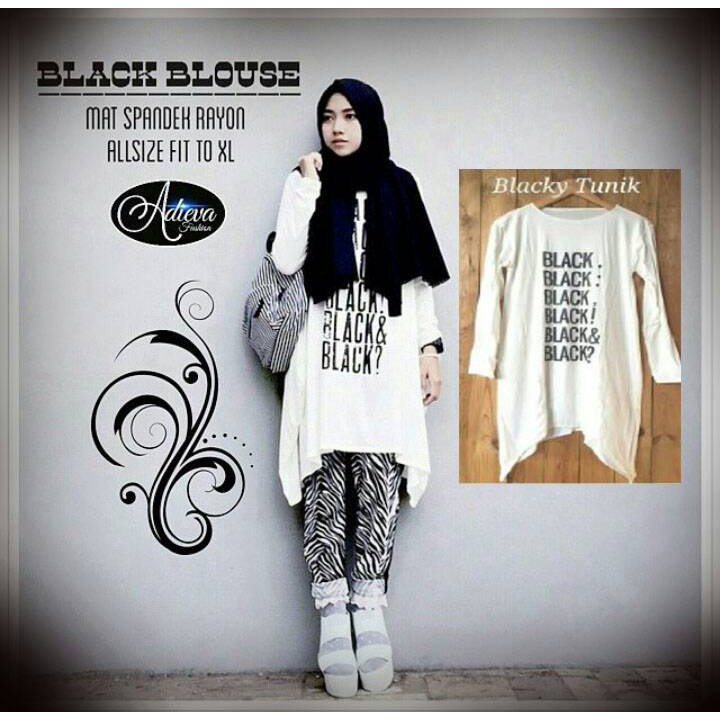 BLACK BLOUSE
MAT SPANDEK RAYON
ALLSIZE FIT TO XL
Adieva
Fashion
BLACK!
BLACK&
BLACK?
Blacky Tunik
BLACK.
BLACK:
BLACK,
BLACK!
BLACK&
BLACK?